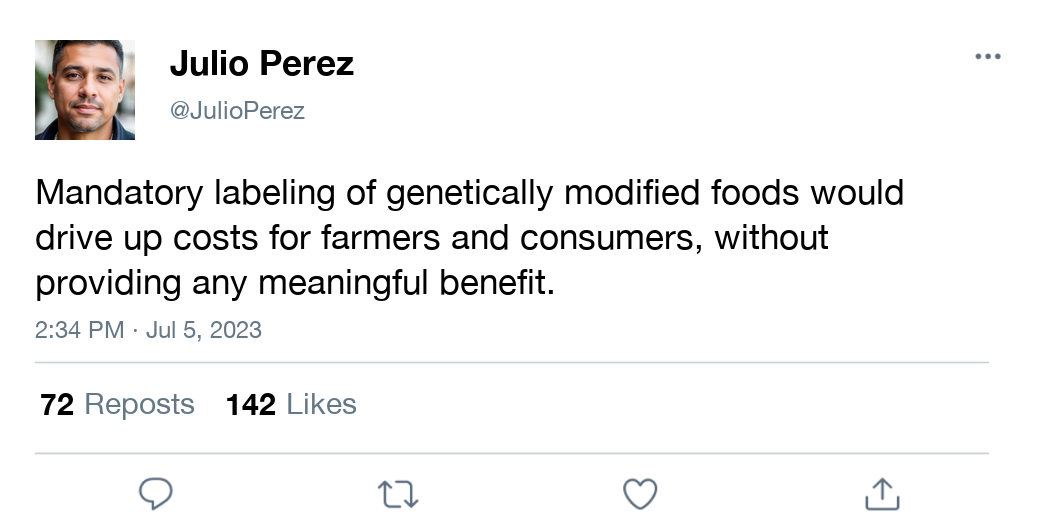 Julio Perez
@JulioPerez
Mandatory labeling of genetically modified foods would
drive up costs for farmers and consumers, without
providing any meaningful benefit.
2:34 PM · Jul 5, 2023
72 Reposts 142 Likes